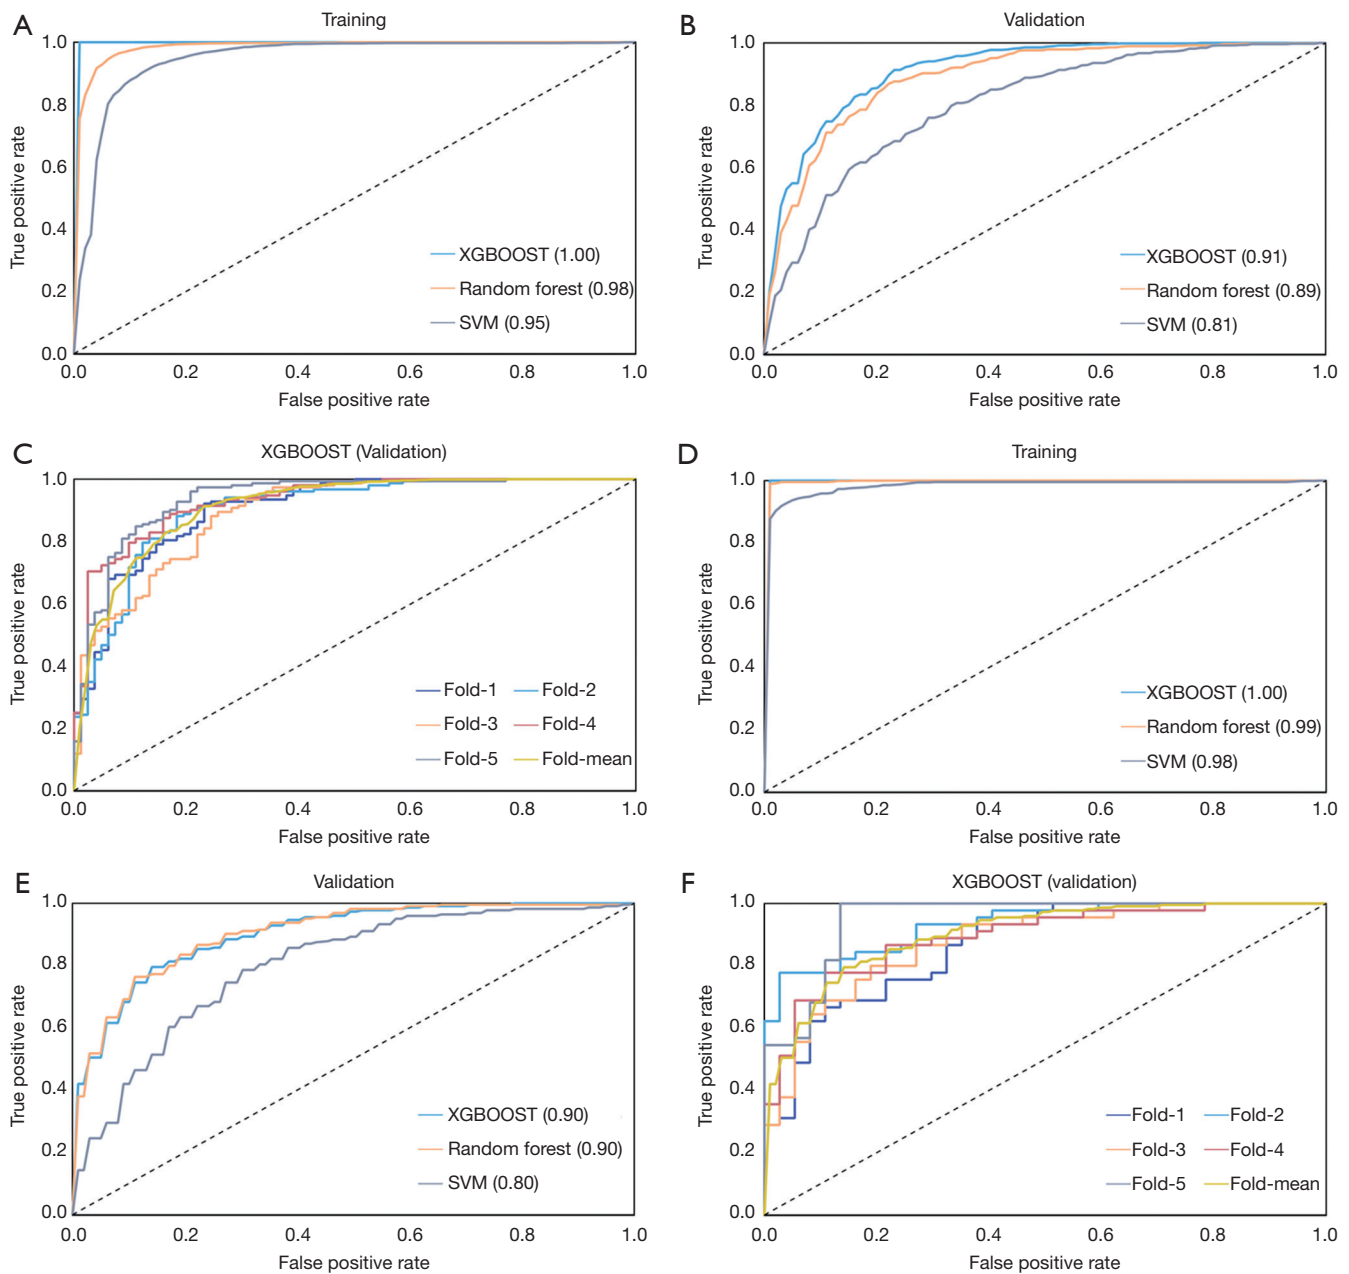 A
Training
1.0
0.8
0.6
0.4
0.2
0.0
True positive rate
XGBOOST (1.00)
Random forest (0.98)
SVM (0.95)
0.0 0.2 0.4 0.6 0.8 1.0
False positive rate
B
Validation
1.0
0.8
0.6
0.4
0.2
0.0
True positive rate
XGBOOST (0.91)
Random forest (0.89)
SVM (0.81)
0.0 0.2 0.4 0.6 0.8 1.0
False positive rate
C
XGBOOST (Validation)
1.0
0.8
0.6
0.4
0.2
0.0
True positive rate
Fold-1 Fold-2
Fold-3 Fold-4
Fold-5 Fold-mean
0.0 0.2 0.4 0.6 0.8 1.0
False positive rate
D
Training
1.0
0.8
0.6
0.4
0.2
0.0
True positive rate
XGBOOST (1.00)
Random forest (0.99)
SVM (0.98)
0.0 0.2 0.4 0.6 0.8 1.0
False positive rate
E
Validation
1.0
0.8
0.6
0.4
0.2
0.0
True positive rate
XGBOOST (0.90)
Random forest (0.90)
SVM (0.80)
0.0 0.2 0.4 0.6 0.8 1.0
False positive rate
F
XGBOOST (validation)
1.0
0.8
0.6
0.4
0.2
0.0
True positive rate
Fold-1 Fold-2
Fold-3 Fold-4
Fold-5 Fold-mean
0.0 0.2 0.4 0.6 0.8 1.0
False positive rate